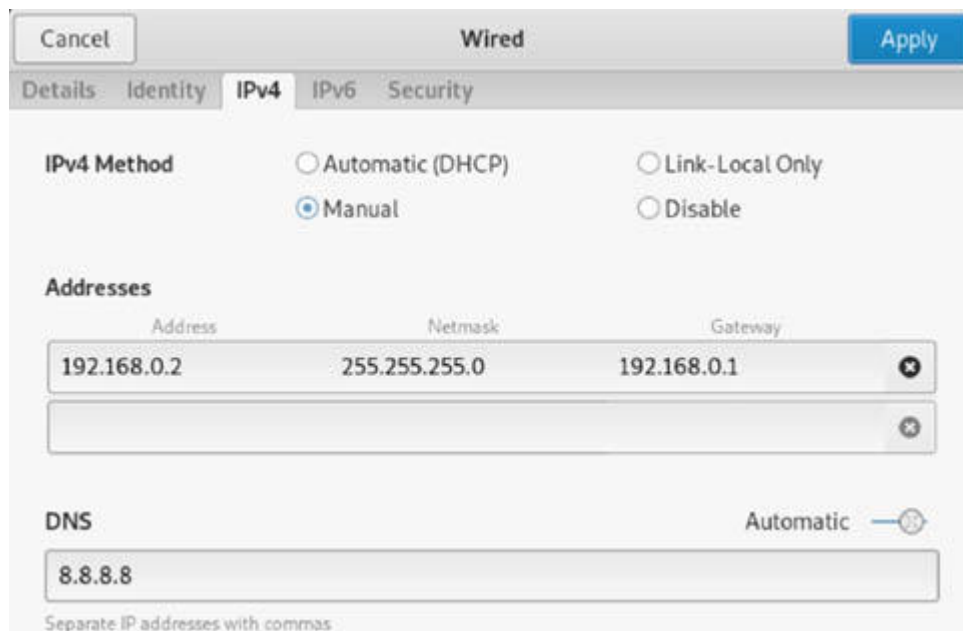 Cancel Wired Apply
Details Identity IPv4 IPv6 Security
IPv4 Method Automatic (DHCP) Link-Local Only
Manual Disable
Addresses
Address Netmask Gateway
192.168.0.2 255.255.255.0 192.168.0.1
DNS Automatic
8.8.8.8
Separate IP addresses with commas